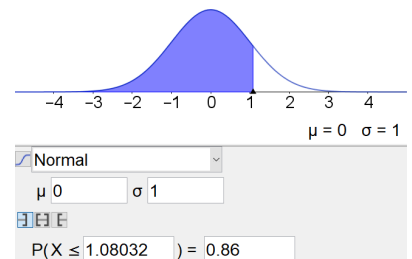 -4 -3 -2 -1 0 1 2 3 4
μ = 0 σ = 1
Normal
μ 0 σ 1
P(X ≤ 1.08032 ) = 0.86